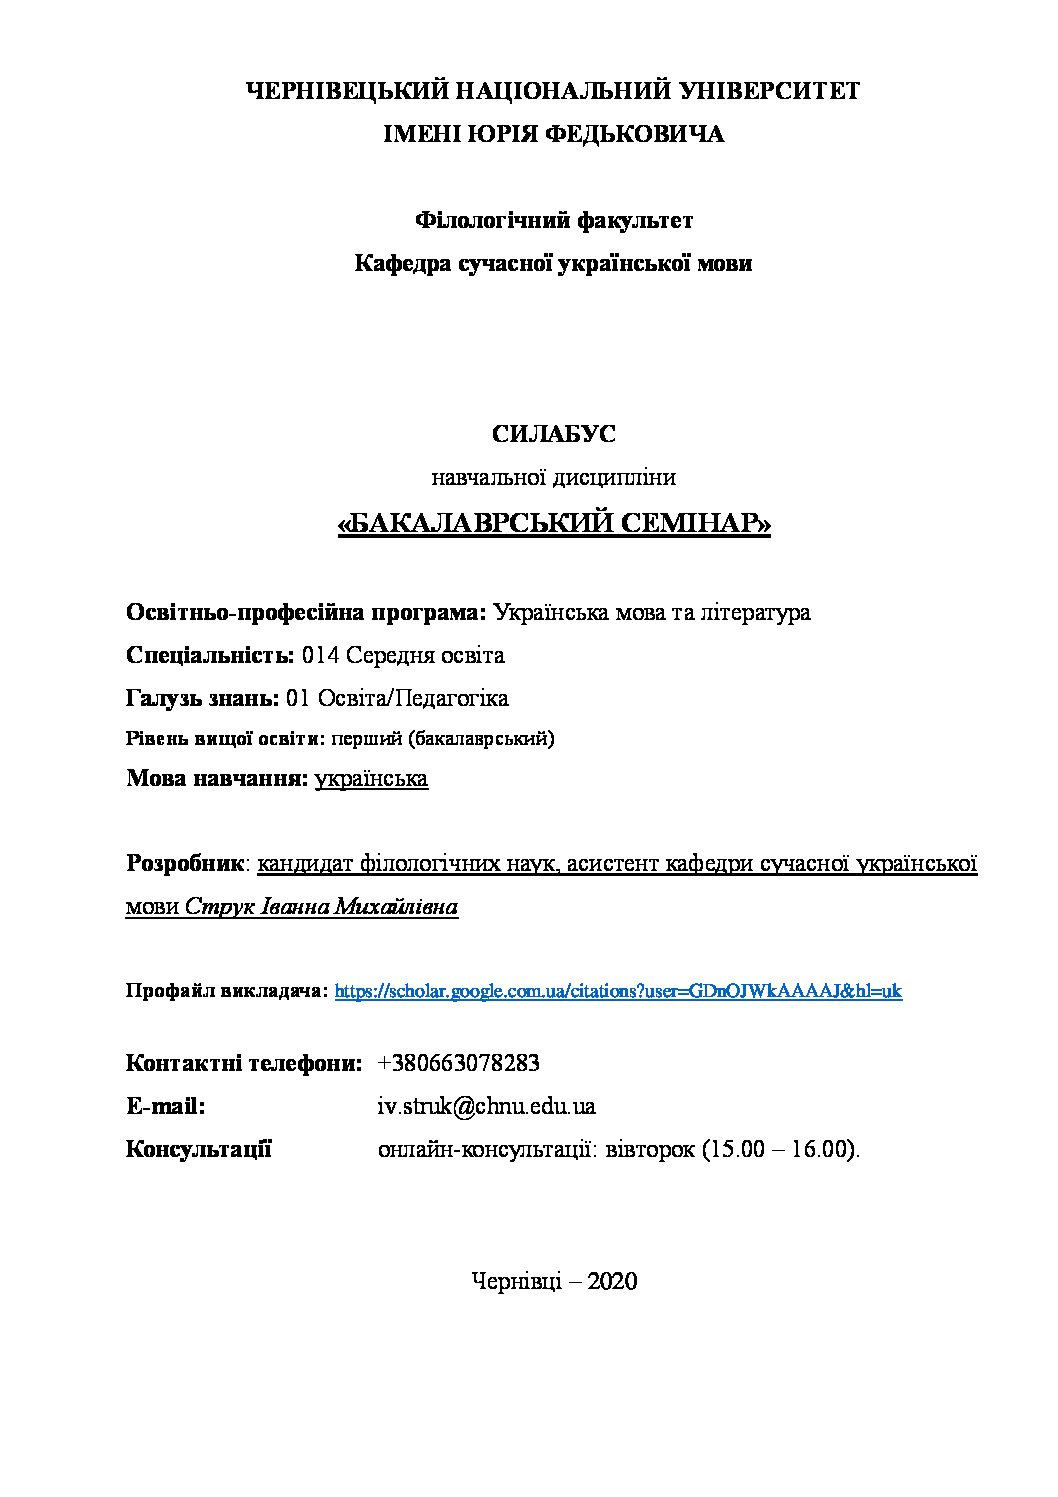 ЧЕРНІВЕЦЬКИЙ НАЦІОНАЛЬНИЙ УНІВЕРСИТЕТ
ІМЕНІ ЮРІЯ ФЕДЬКОВИЧА
Філологічний факультет
Кафедра сучасної української мови
СИЛАБУС
навчальної дисципліни
«БАКАЛАВРСЬКИЙ СЕМІНАР»
Освітньо-професійна програма: Українська мова та література
Спеціальність: 014 Середня освіта
Галузь знань: 01 Освіта/Педагогіка
Рівень вищої освіти: перший (бакалаврський)
Мова навчання: українська
Розробник: кандидат філологічних наук, асистент кафедри сучасної української
мови Струк Іванна Михайлівна
Профайл викладача: https://scholar.google.com.ua/citations?user=GDnOJWkAAAAJ&hl=uk
Контактні телефони: +380663078283
E-mail: iv.struk@chnu.edu.ua
Консультації онлайн-консультації: вівторок (15.00 – 16.00).
Чернівці – 2020